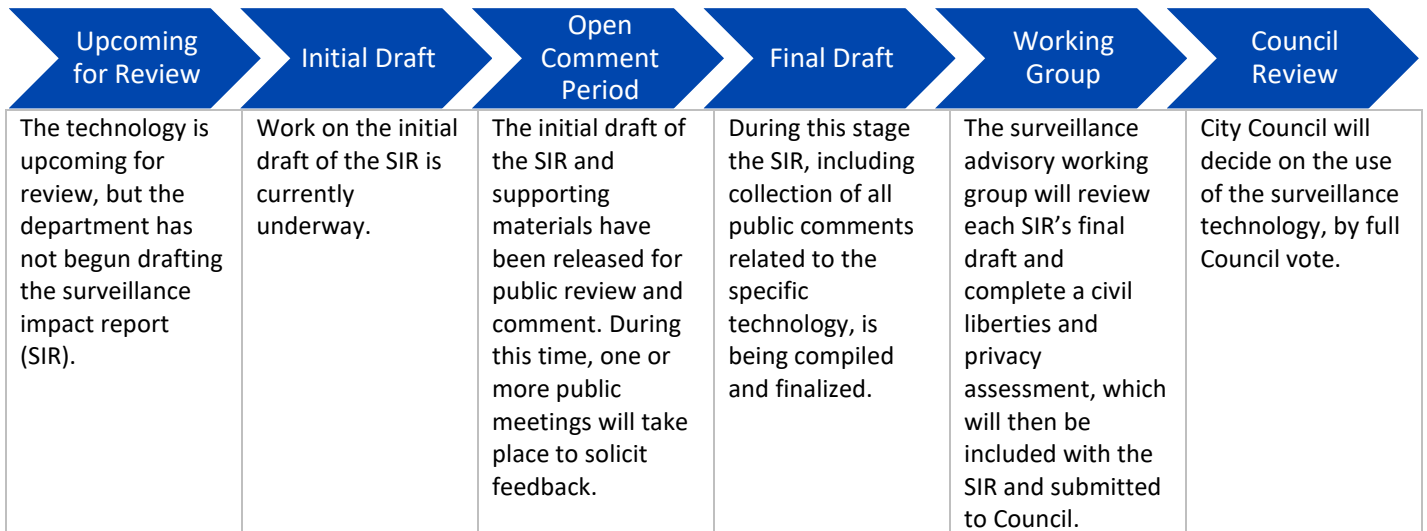 Upcoming
for Review
Initial Draft
Open
Comment
Period
Final Draft
Working
Group
Council
Review
The technology is
upcoming for
review, but the
department has
not begun drafting
the surveillance
impact report
(SIR).
Work on the initial
draft of the SIR is
currently
underway.
The initial draft of
the SIR and
supporting
materials have
been released for
public review and
comment. During
this time, one or
more public
meetings will take
place to solicit
feedback.
During this stage
the SIR, including
collection of all
public comments
related to the
specific
technology, is
being compiled
and finalized.
The surveillance
advisory working
group will review
each SIR’s final
draft and
complete a civil
liberties and
privacy
assessment, which
will then be
included with the
SIR and submitted
to Council.
City Council will
decide on the use
of the surveillance
technology, by full
Council vote.